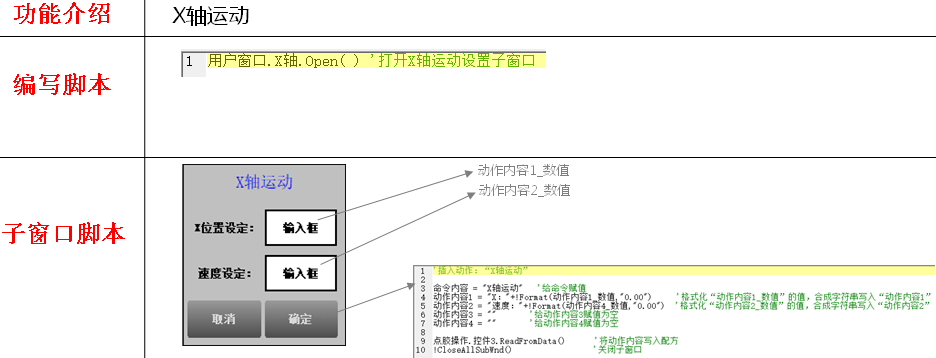 功能介绍
X轴运动
编写脚本
1 用户窗口.X轴.Open( ) '打开X轴运动设置子窗口
子窗口脚本
X轴运动
X位置设定： 输入框
速度设定： 输入框
取消 确定
动作内容1_数值
动作内容2_数值
1 '插入动作：“X轴运动”
2
3 命令内容 = "X轴运动" '给命令赋值
4 动作内容1 = "X："+!Format(动作内容1_数值,"0.00") '格式化“动作内容1_数值”的值，合成字符串写入“动作内容1”
5 动作内容2 = "速度："+!Format(动作内容4_数值,"0.00") '格式化“动作内容2_数值”的值，合成字符串写入“动作内容2”
6 动作内容3 = "" '给动作内容3赋值为空
7 动作内容4 = "" '给动作内容4赋值为空
8
9 点胶操作.控件3.ReadFromData() '将动作内容写入配方
10 !CloseAllSubWnd() '关闭子窗口